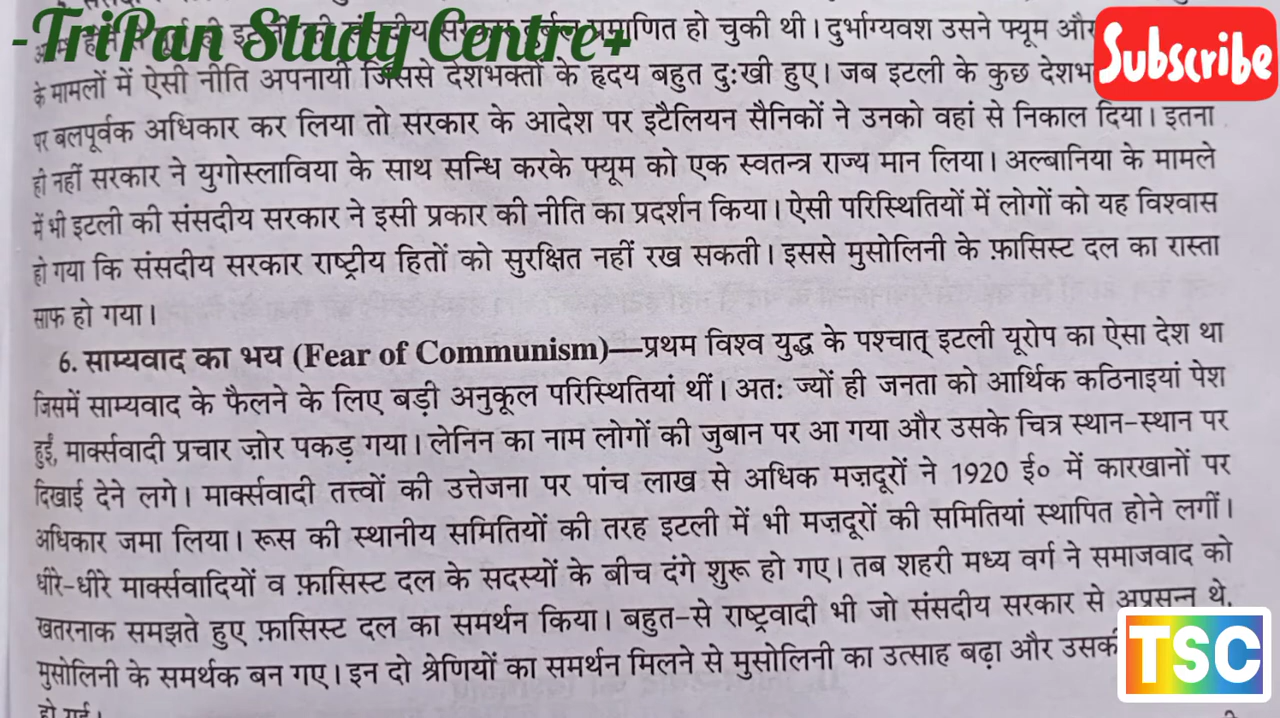 -TriPan Study Centre+
Subscribe
प्रमाणित हो चुकी थी। दुर्भाग्यवश उसने फ्यूम और
के मामलों में ऐसी नीति अपनायी जिससे देशभक्तों के हृदय बहुत दुःखी हुए। जब इटली के कुछ
पर बलपूर्वक अधिकार कर लिया तो सरकार के आदेश पर इटैलियन सैनिकों ने उनको वहां से निकाल दिया। इतना
ही नहीं सरकार ने युगोस्लाविया के साथ सन्धि करके फ्यूम को एक स्वतन्त्र राज्य मान लिया। अल्बानिया के मामले
में भी इटली की संसदीय सरकार ने इसी प्रकार की नीति का प्रदर्शन किया। ऐसी परिस्थितियों में लोगों को यह विश्वास
हो गया कि संसदीय सरकार राष्ट्रीय हितों को सुरक्षित नहीं रख सकती। इससे मुसोलिनी के फ़ासिस्ट दल का रास्ता
साफ हो गया।
6. साम्यवाद का भय (Fear of Communism)—प्रथम विश्व युद्ध के पश्चात् इटली यूरोप का ऐसा देश था
जिसमें साम्यवाद के फैलने के लिए बड़ी अनुकूल परिस्थितियां थीं। अतः ज्यों ही जनता को आर्थिक कठिनाइयां पेश
हुईं, मार्क्सवादी प्रचार ज़ोर पकड़ गया। लेनिन का नाम लोगों की जुबान पर आ गया और उसके चित्र स्थान-स्थान पर
दिखाई देने लगे। मार्क्सवादी तत्त्वों की उत्तेजना पर पांच लाख से अधिक मज़दूरों ने 1920 ई० में कारखानों पर
अधिकार जमा लिया। रूस की स्थानीय समितियों की तरह इटली में भी मज़दूरों की समितियां स्थापित होने लगीं।
धीरे-धीरे मार्क्सवादियों व फ़ासिस्ट दल के सदस्यों के बीच दंगे शुरू हो गए। तब शहरी मध्य वर्ग ने समाजवाद को
खतरनाक समझते हुए फ़ासिस्ट दल का समर्थन किया। बहुत-से राष्ट्रवादी भी जो संसदीय सरकार से अप्रसन्न थे,
मुसोलिनी के समर्थक बन गए। इन दो श्रेणियों का समर्थन मिलने से मुसोलिनी का उत्साह बढ़ा और उसकी
हो गई।
TSC